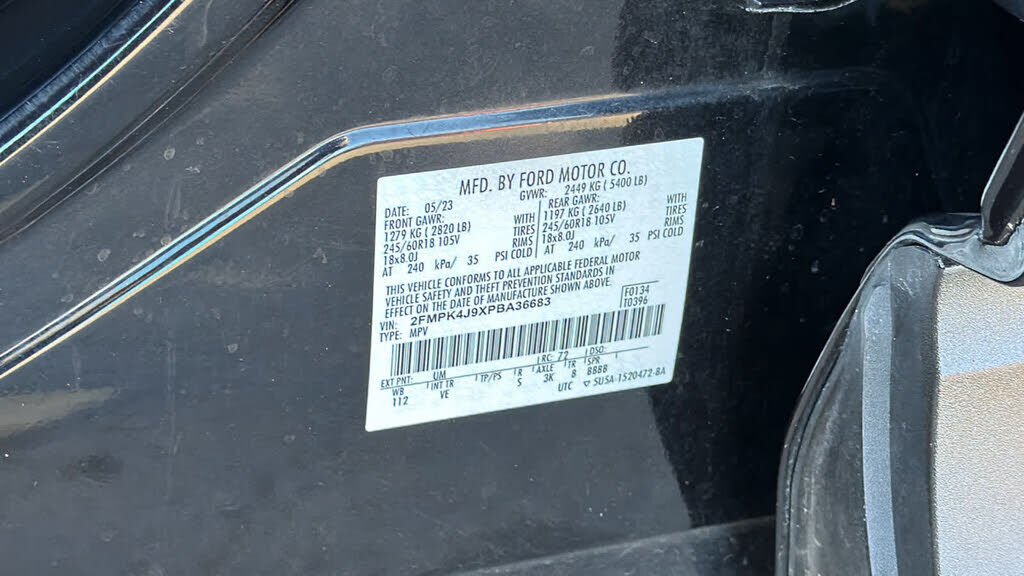 MFD. BY FORD MOTOR CO.
DATE: 05/23 GVWR: 2449 KG ( 5400 LB)
FRONT GAWR: REAR GAWR:
1279 KG ( 2820 LB) WITH 1197 KG ( 2640 LB) WITH
245/60R18 105V TIRES 245/60R18 105V TIRES
18x8.0J RIMS 18x8.0J RIMS
AT 240 kPa/ 35 PSI COLD AT 240 kPa/ 35 PSI COLD
THIS VEHICLE CONFORMS TO ALL APPLICABLE FEDERAL MOTOR
VEHICLE SAFETY AND THEFT PREVENTION STANDARDS IN
EFFECT ON THE DATE OF MANUFACTURE SHOWN ABOVE.
VIN: 2FMPK4J9XPBA36683 F0134
TYPE: MPV T0396
EXT PNT: UM RC: 72 DSO:
WB INT TR TP/PS R AXLE TR SPR
112 VE 5 3K 8 8888
UTC ▽ SUSA-1520472-BA